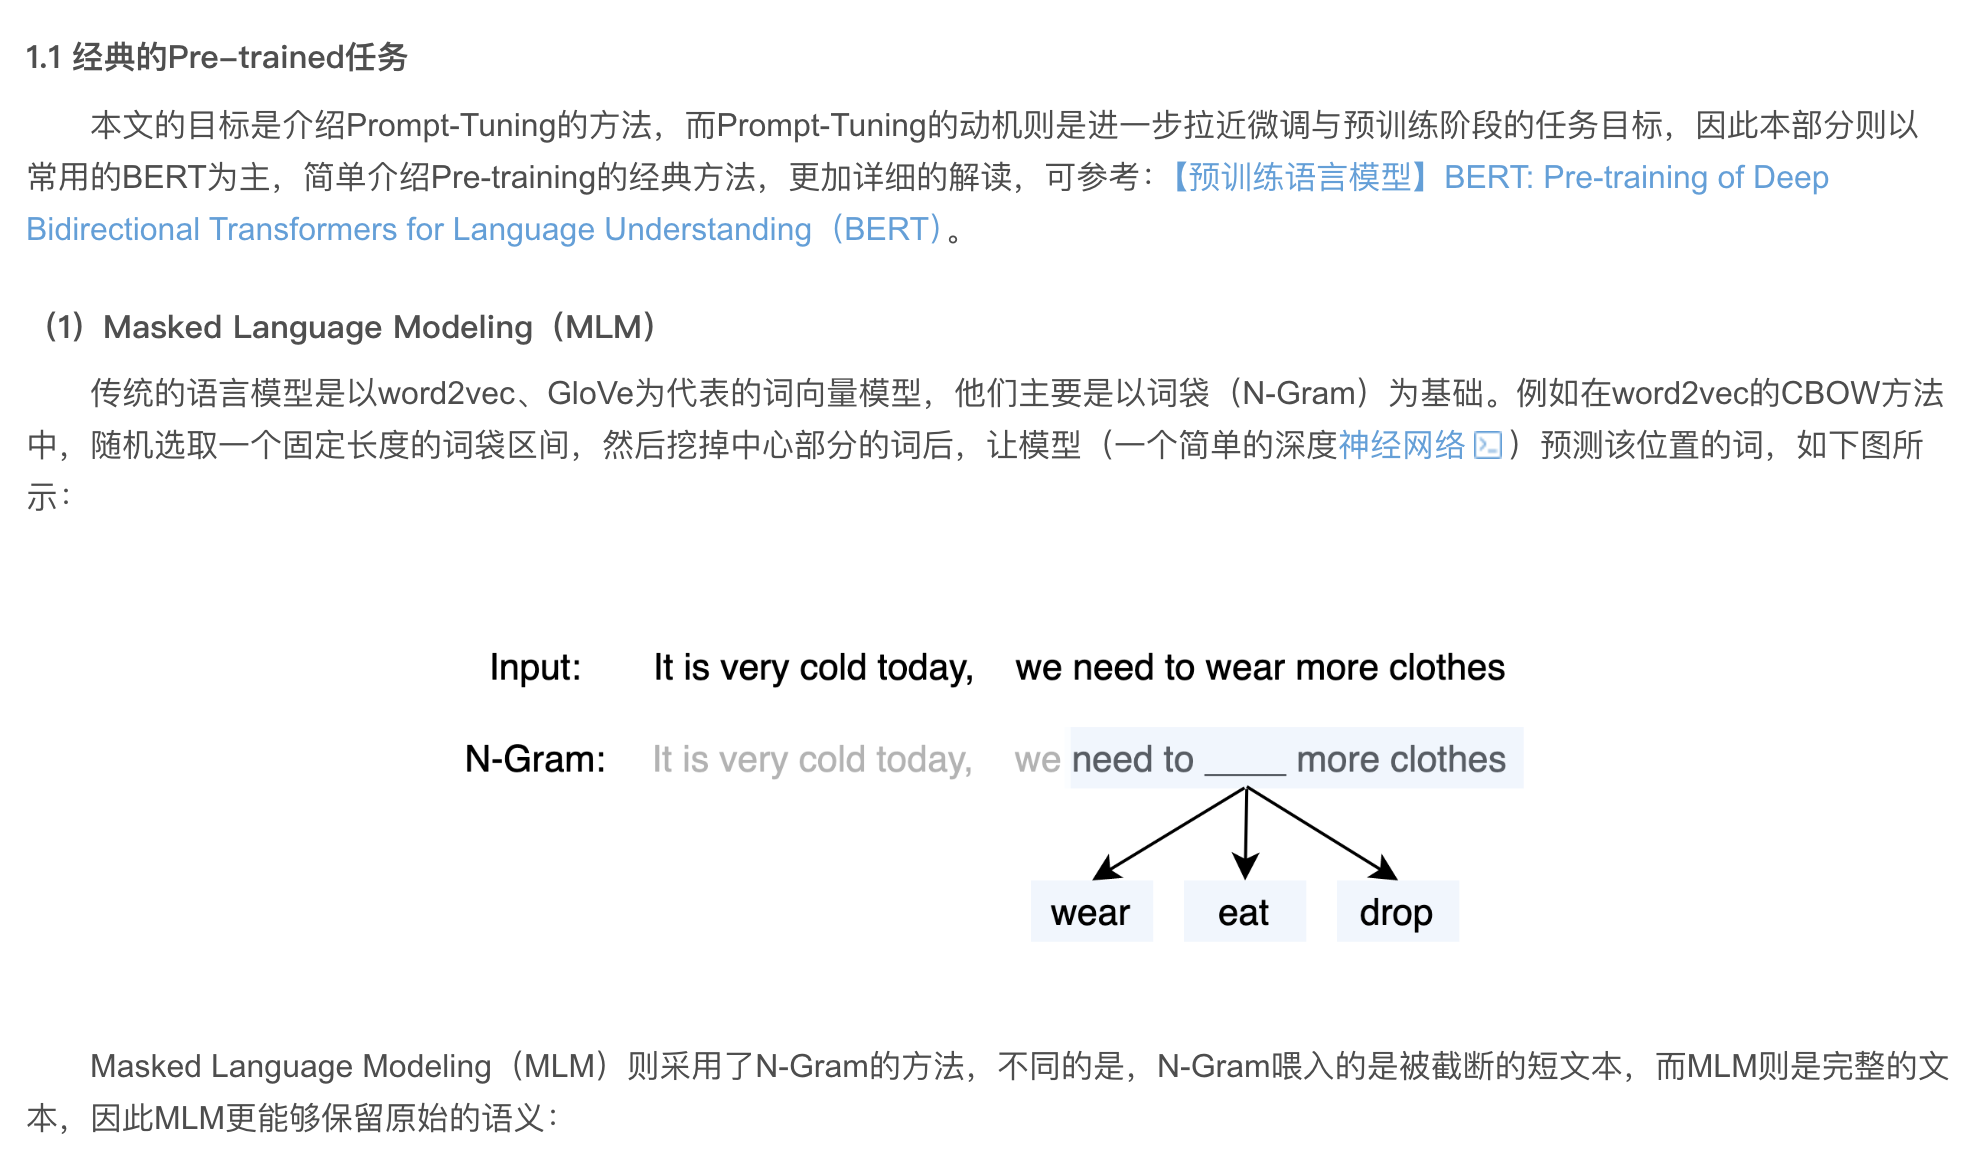 1.1 经典的Pre–trained任务
本文的目标是介绍Prompt-Tuning的方法，而Prompt-Tuning的动机则是进一步拉近微调与预训练阶段的任务目标，因此本部分则以
常用的BERT为主，简单介绍Pre-training的经典方法，更加详细的解读，可参考：【预训练语言模型】BERT: Pre-training of Deep
Bidirectional Transformers for Language Understanding（BERT）。
（1）Masked Language Modeling（MLM）
传统的语言模型是以word2vec、GloVe为代表的词向量模型，他们主要是以词袋（N-Gram）为基础。例如在word2vec的CBOW方法
中，随机选取一个固定长度的词袋区间，然后挖掉中心部分的词后，让模型（一个简单的深度神经网络）预测该位置的词，如下图所
示：
Input: It is very cold today, we need to wear more clothes
N-Gram: It is very cold today, we need to ____ more clothes
wear eat drop
Masked Language Modeling（MLM）则采用了N-Gram的方法，不同的是，N-Gram喂入的是被截断的短文本，而MLM则是完整的文
本，因此MLM更能够保留原始的语义：